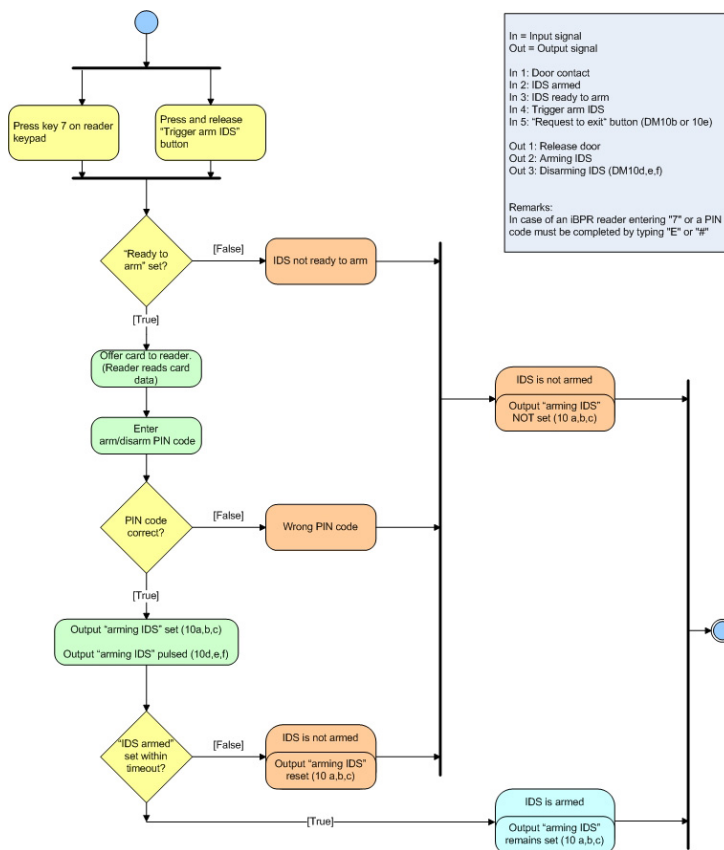 In = Input signal
Out = Output signal
In 1: Door contact
In 2: IDS armed
In 3: IDS ready to arm
In 4: Trigger arm IDS
In 5: "Request to exit" button (DM10b or 10e)
Out 1: Release door
Out 2: Arming IDS
Out 3: Disarming IDS (DM10d,e,f)
Remarks:
In case of an iBPR reader entering "7" or a PIN
code must be completed by typing "E" or "#"
Press key 7 on reader
keypad
Press and release
"Trigger arm IDS"
button
"Ready to
arm" set?
[False]
IDS not ready to arm
[True]
Offer card to reader.
(Reader reads card
data)
IDS is not armed
Output "arming IDS"
NOT set (10 a,b,c)
Enter
arm/disarm PIN code
PIN code
correct?
[False]
Wrong PIN code
[True]
Output "arming IDS" set (10a,b,c)
Output "arming IDS" pulsed (10d,e,f)
"IDS armed"
set within
timeout?
[False]
IDS is not armed
Output "arming IDS"
reset (10 a,b,c)
[True]
IDS is armed
Output "arming IDS"
remains set (10 a,b,c)